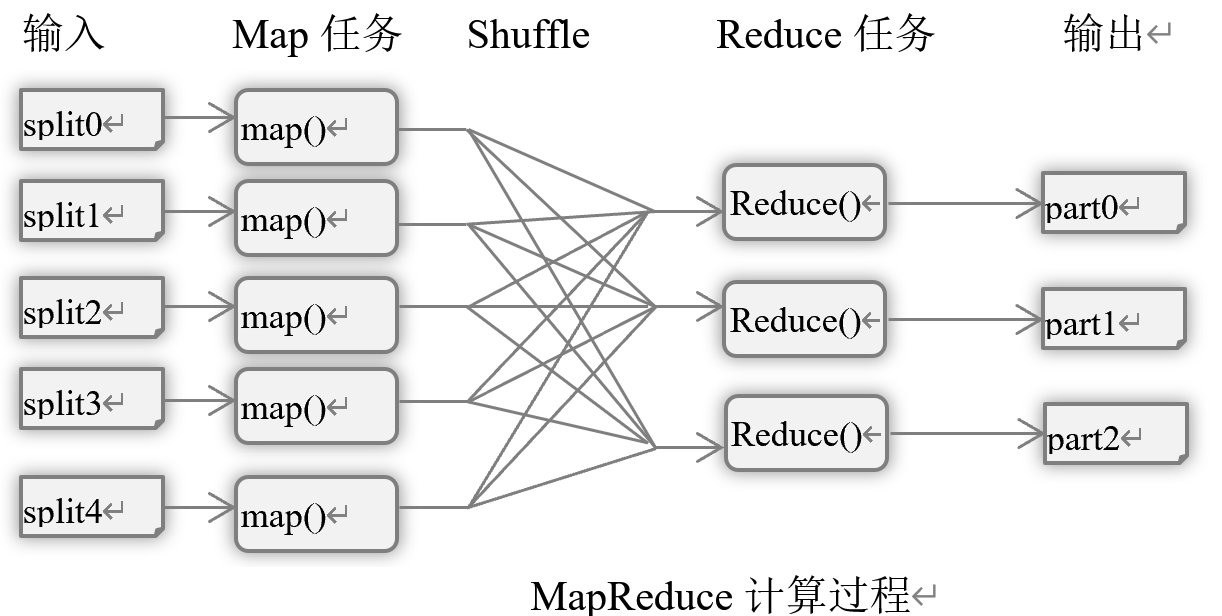 输入 Map 任务 Shuffle Reduce 任务 输出↵
split0↵ map()↵
split1↵ map()↵ Reduce()↵ part0↵
split2↵ map()↵ Reduce()↵ part1↵
split3↵ map()↵ Reduce()↵ part2↵
split4↵ map()↵
MapReduce 计算过程↵